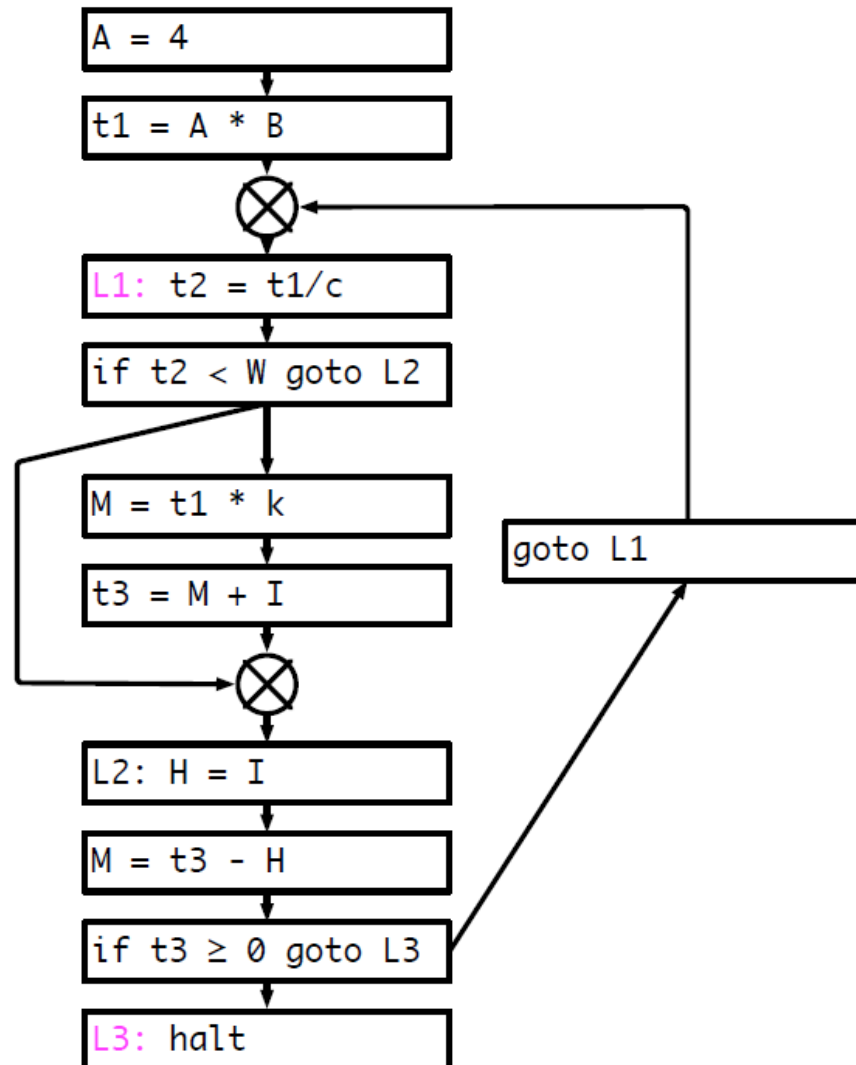 A = 4
t1 = A * B
L1: t2 = t1/c
if t2 < W goto L2
M = t1 * k
goto L1
t3 = M + I
L2: H = I
M = t3 - H
if t3 ≥ 0 goto L3
L3: halt